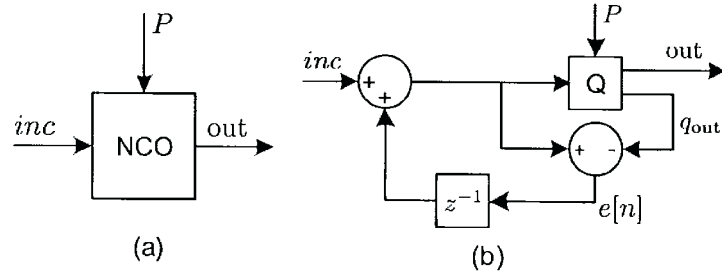 P
inc
NCO
out
(a)
P
inc
+
+
Q
out
q_out
+ -
z^{-1}
e[n]
(b)